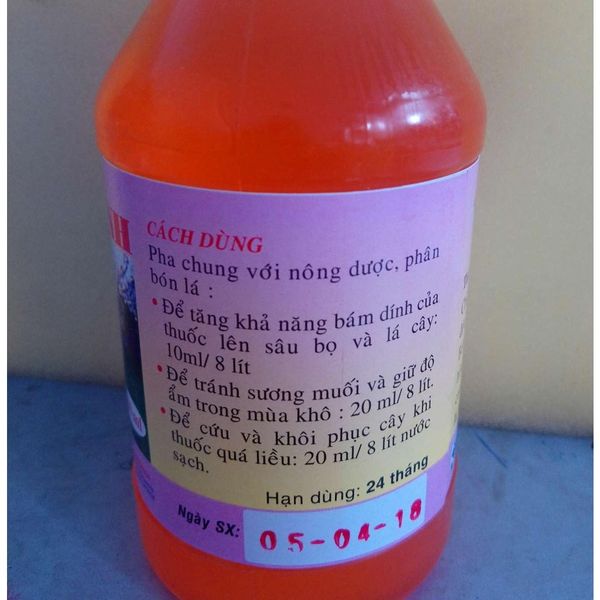 CÁCH DÙNG
Pha chung với nông dược, phân
bón lá :
• Để tăng khả năng bám dính của
thuốc lên sâu bọ và lá cây:
10ml/ 8 lít
• Để tránh sương muối và giữ độ
ẩm trong mùa khô : 20 ml/ 8 lít.
• Để cứu và khôi phục cây khi
thuốc quá liều: 20 ml/ 8 lít nước
sạch.
Hạn dùng: 24 tháng
Ngày SX: 05-04-18